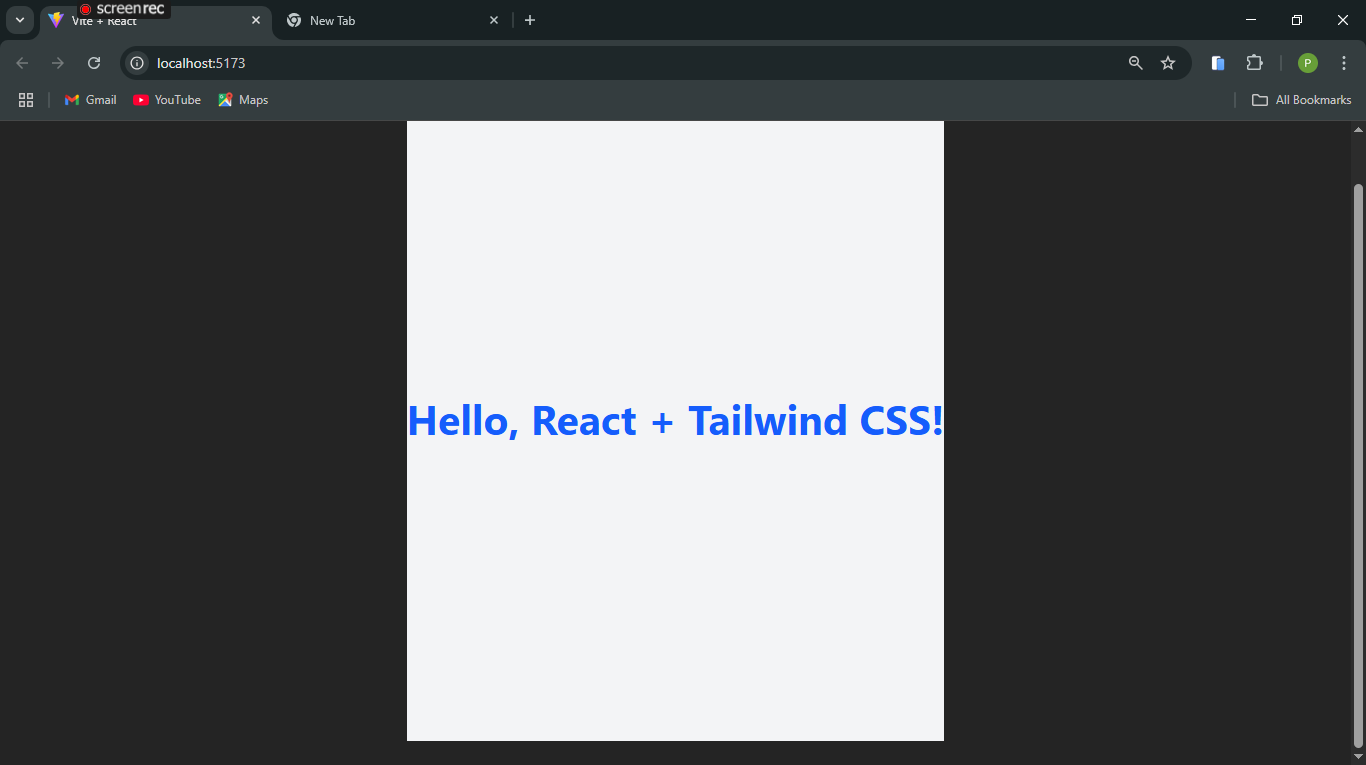 screenrec
Vite + React
New Tab
localhost:5173
P
Gmail
YouTube
Maps
All Bookmarks
Hello, React + Tailwind CSS!